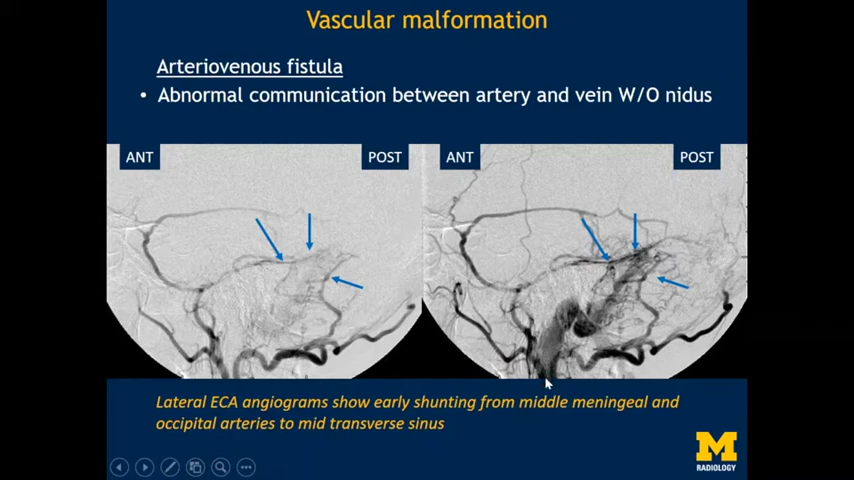 Vascular malformation
Arteriovenous fistula
• Abnormal communication between artery and vein W/O nidus
ANT
POST
ANT
POST
Lateral ECA angiograms show early shunting from middle meningeal and
occipital arteries to mid transverse sinus
M
RADIOLOGY